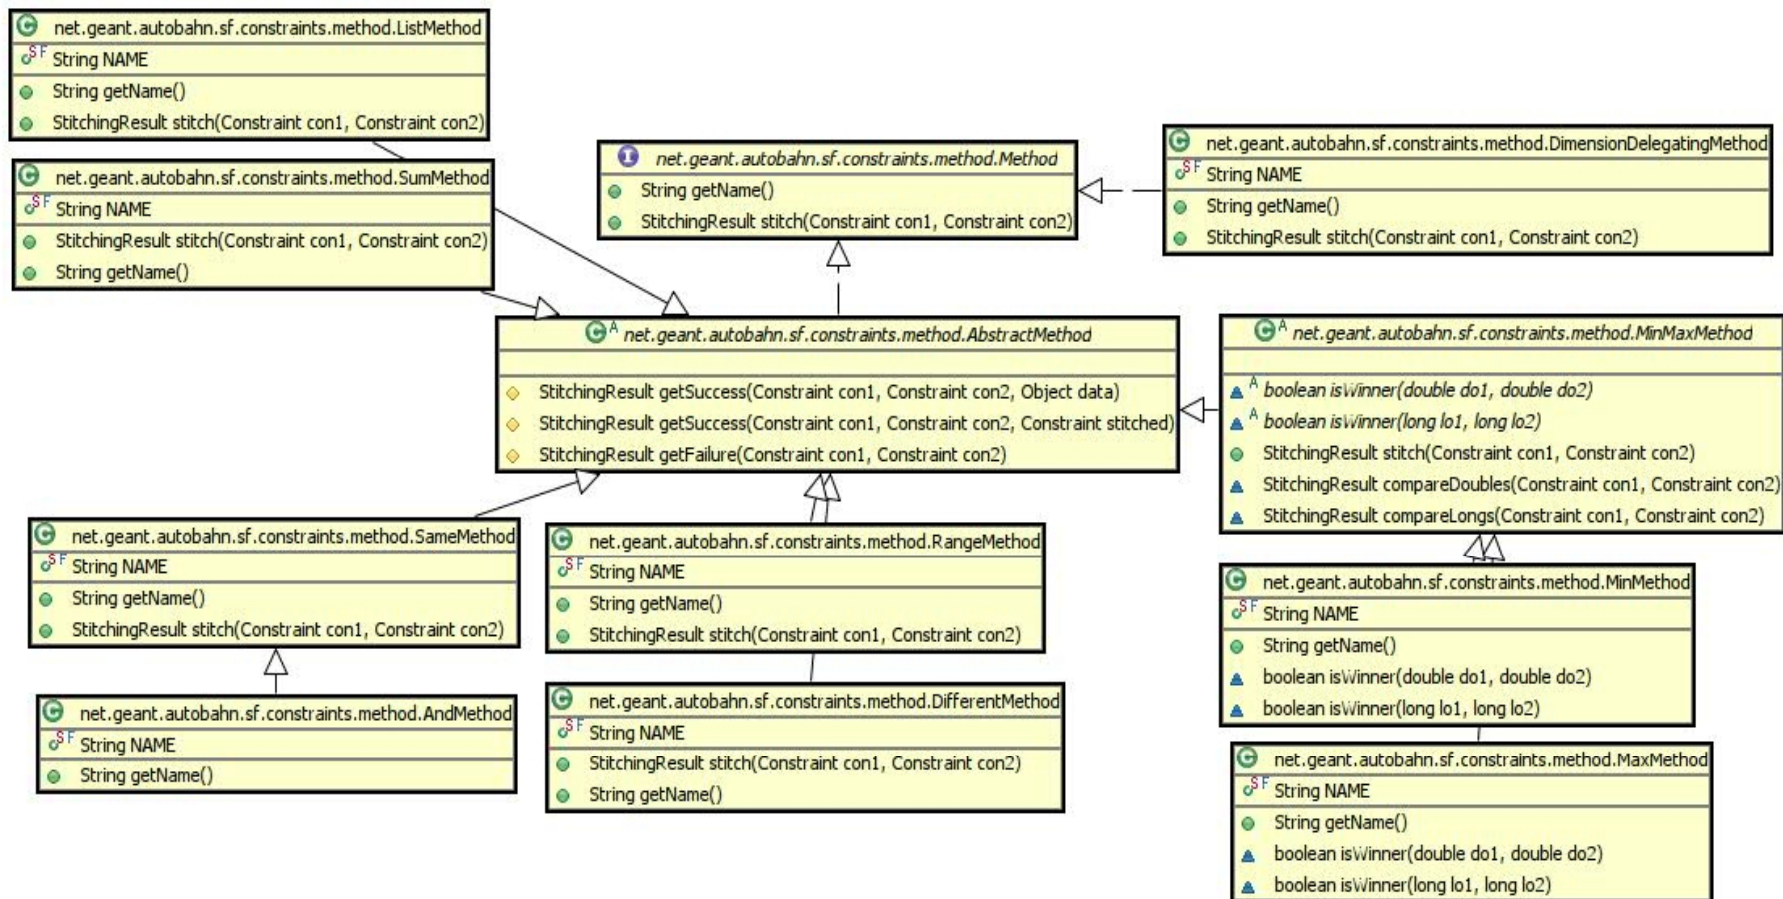 C net.geant.autobahn.sf.constraints.method.ListMethod
SF String NAME
String getName()
StitchingResult stitch(Constraint con1, Constraint con2)
C net.geant.autobahn.sf.constraints.method.SumMethod
SF String NAME
StitchingResult stitch(Constraint con1, Constraint con2)
String getName()
I net.geant.autobahn.sf.constraints.method.Method
String getName()
StitchingResult stitch(Constraint con1, Constraint con2)
C net.geant.autobahn.sf.constraints.method.DimensionDelegatingMethod
SF String NAME
String getName()
StitchingResult stitch(Constraint con1, Constraint con2)
C A net.geant.autobahn.sf.constraints.method.AbstractMethod
StitchingResult getSuccess(Constraint con1, Constraint con2, Object data)
StitchingResult getSuccess(Constraint con1, Constraint con2, Constraint stitched)
StitchingResult getFailure(Constraint con1, Constraint con2)
C A net.geant.autobahn.sf.constraints.method.MinMaxMethod
A boolean isWinner(double do1, double do2)
A boolean isWinner(long lo1, long lo2)
StitchingResult stitch(Constraint con1, Constraint con2)
StitchingResult compareDoubles(Constraint con1, Constraint con2)
StitchingResult compareLongs(Constraint con1, Constraint con2)
C net.geant.autobahn.sf.constraints.method.SameMethod
SF String NAME
String getName()
StitchingResult stitch(Constraint con1, Constraint con2)
C net.geant.autobahn.sf.constraints.method.RangeMethod
SF String NAME
String getName()
StitchingResult stitch(Constraint con1, Constraint con2)
C net.geant.autobahn.sf.constraints.method.MinMethod
SF String NAME
String getName()
boolean isWinner(double do1, double do2)
boolean isWinner(long lo1, long lo2)
C net.geant.autobahn.sf.constraints.method.AndMethod
SF String NAME
String getName()
C net.geant.autobahn.sf.constraints.method.DifferentMethod
SF String NAME
StitchingResult stitch(Constraint con1, Constraint con2)
String getName()
C net.geant.autobahn.sf.constraints.method.MaxMethod
SF String NAME
String getName()
boolean isWinner(double do1, double do2)
boolean isWinner(long lo1, long lo2)